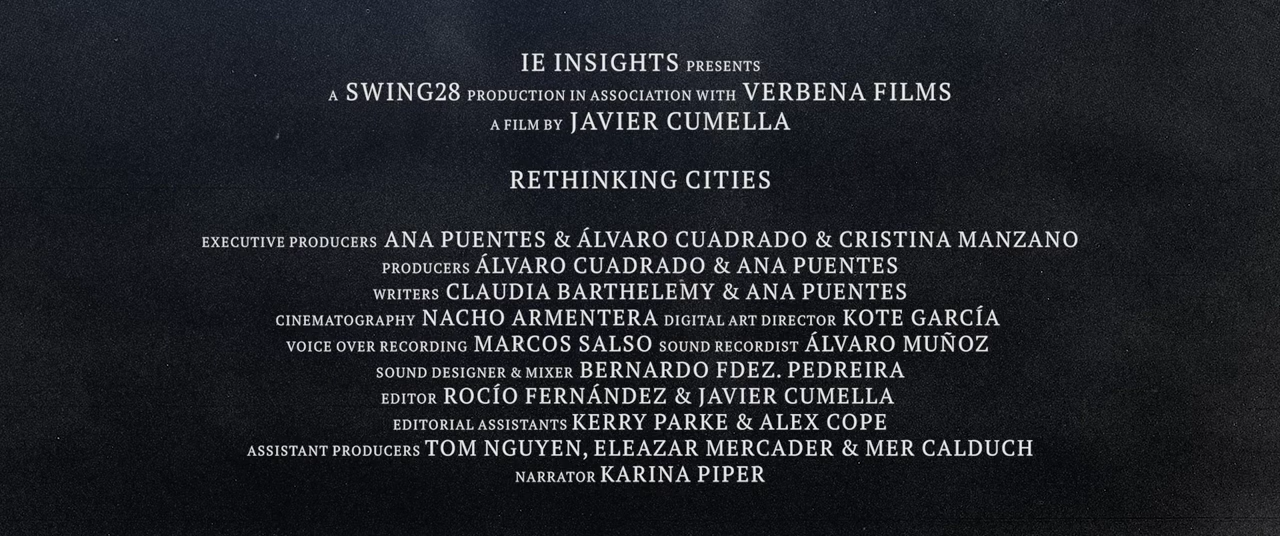 IE INSIGHTS PRESENTS
A SWING28 PRODUCTION IN ASSOCIATION WITH VERBENA FILMS
A FILM BY JAVIER CUMELLA
RETHINKING CITIES
EXECUTIVE PRODUCERS ANA PUENTES & ÁLVARO CUADRADO & CRISTINA MANZANO
PRODUCERS ÁLVARO CUADRADO & ANA PUENTES
WRITERS CLAUDIA BARTHELEMY & ANA PUENTES
CINEMATOGRAPHY NACHO ARMENTERA DIGITAL ART DIRECTOR KOTE GARCÍA
VOICE OVER RECORDING MARCOS SALSO SOUND RECORDIST ÁLVARO MUÑOZ
SOUND DESIGNER & MIXER BERNARDO FDEZ. PEDREIRA
EDITOR ROCÍO FERNÁNDEZ & JAVIER CUMELLA
EDITORIAL ASSISTANTS KERRY PARKE & ALEX COPE
ASSISTANT PRODUCERS TOM NGUYEN, ELEAZAR MERCADER & MER CALDUCH
NARRATOR KARINA PIPER